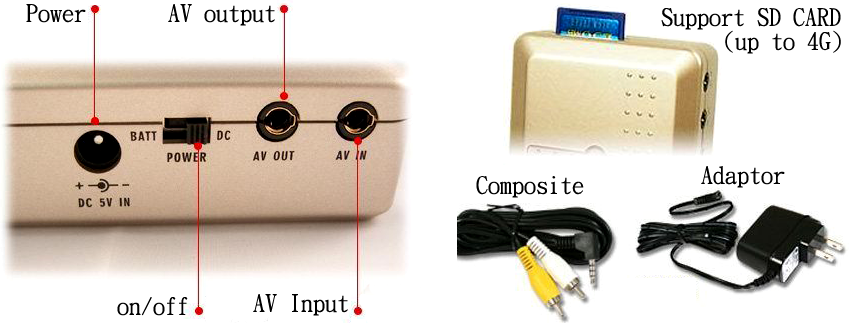 Power
AV output
Support SD CARD
(up to 4G)
BATT
DC
POWER
AV OUT
AV IN
+ -
DC 5V IN
Composite
Adaptor
on/off
AV Input